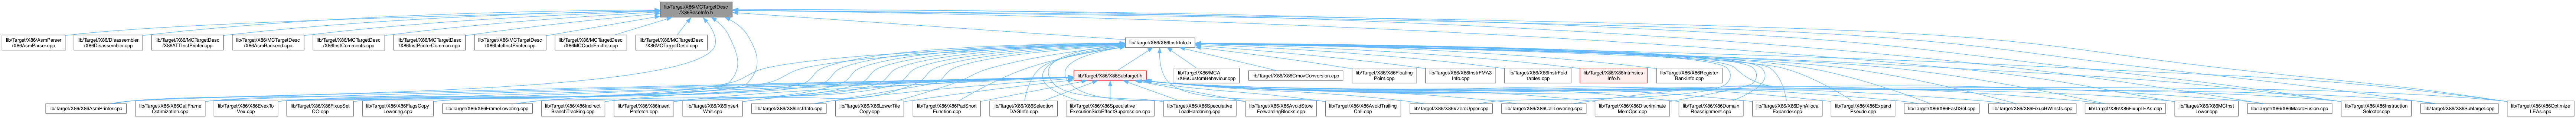 lib/Target/X86/MCTargetDesc
/X86BaseInfo.h
lib/Target/X86/AsmParser
/X86AsmParser.cpp
lib/Target/X86/Disassembler
/X86Disassembler.cpp
lib/Target/X86/MCTargetDesc
/X86ATTInstPrinter.cpp
lib/Target/X86/MCTargetDesc
/X86AsmBackend.cpp
lib/Target/X86/MCTargetDesc
/X86InstComments.cpp
lib/Target/X86/MCTargetDesc
/X86InstPrinterCommon.cpp
lib/Target/X86/MCTargetDesc
/X86IntelInstPrinter.cpp
lib/Target/X86/MCTargetDesc
/X86MCCodeEmitter.cpp
lib/Target/X86/MCTargetDesc
/X86MCTargetDesc.cpp
lib/Target/X86/X86InstrInfo.h
lib/Target/X86/X86Subtarget.h
lib/Target/X86/MCA
/X86CustomBehaviour.cpp
lib/Target/X86/X86CmovConversion.cpp
lib/Target/X86/X86Floating
Point.cpp
lib/Target/X86/X86InstrFMA3
Info.cpp
lib/Target/X86/X86InstrFold
Tables.cpp
lib/Target/X86/X86Intrinsics
Info.h
lib/Target/X86/X86Register
BankInfo.cpp
lib/Target/X86/X86AsmPrinter.cpp
lib/Target/X86/X86CallFrame
Optimization.cpp
lib/Target/X86/X86EvexTo
Vex.cpp
lib/Target/X86/X86FixupSet
CC.cpp
lib/Target/X86/X86FlagsCopy
Lowering.cpp
lib/Target/X86/X86FrameLowering.cpp
lib/Target/X86/X86Indirect
BranchTracking.cpp
lib/Target/X86/X86Insert
Prefetch.cpp
lib/Target/X86/X86Insert
Wait.cpp
lib/Target/X86/X86InstrInfo.cpp
lib/Target/X86/X86LowerTile
Copy.cpp
lib/Target/X86/X86PadShort
Function.cpp
lib/Target/X86/X86Selection
DAGInfo.cpp
lib/Target/X86/X86Speculative
ExecutionSideEffectSuppression.cpp
lib/Target/X86/X86Speculative
LoadHardening.cpp
lib/Target/X86/X86AvoidStore
ForwardingBlocks.cpp
lib/Target/X86/X86AvoidTrailing
Call.cpp
lib/Target/X86/X86VZeroUpper.cpp
lib/Target/X86/X86CallLowering.cpp
lib/Target/X86/X86Discriminate
MemOps.cpp
lib/Target/X86/X86Domain
Reassignment.cpp
lib/Target/X86/X86DynAlloca
Expander.cpp
lib/Target/X86/X86Expand
Pseudo.cpp
lib/Target/X86/X86FastISel.cpp
lib/Target/X86/X86FixupBWInsts.cpp
lib/Target/X86/X86FixupLEAs.cpp
lib/Target/X86/X86MCInst
Lower.cpp
lib/Target/X86/X86MacroFusion.cpp
lib/Target/X86/X86Instruction
Selector.cpp
lib/Target/X86/X86Subtarget.cpp
lib/Target/X86/X86Optimize
LEAs.cpp